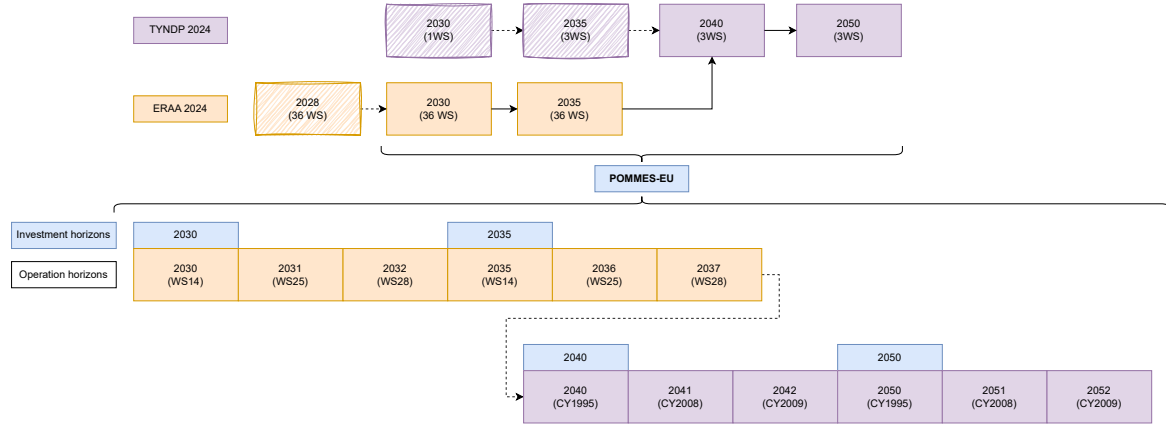 TYNDP 2024
2030
(1WS)
2035
(3WS)
2040
(3WS)
2050
(3WS)
ERAA 2024
2028
(36 WS)
2030
(36 WS)
2035
(36 WS)
POMMES-EU
Investment horizons
2030
2035
Operation horizons
2030
(WS14)
2031
(WS25)
2032
(WS28)
2035
(WS14)
2036
(WS25)
2037
(WS28)
2040
2050
2040
(CY1995)
2041
(CY2008)
2042
(CY2009)
2050
(CY1995)
2051
(CY2008)
2052
(CY2009)